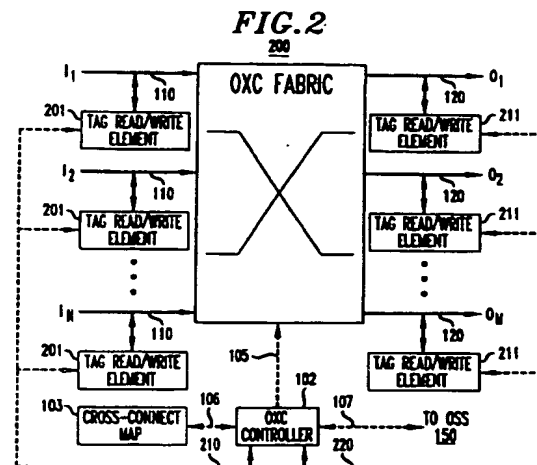 FIG.2
200
I1
110
OXC FABRIC
120
O1
201
TAG READ/WRITE
ELEMENT
211
TAG READ/WRITE
ELEMENT
I2
110
120
O2
201
TAG READ/WRITE
ELEMENT
211
TAG READ/WRITE
ELEMENT
IN
110
120
OM
201
TAG READ/WRITE
ELEMENT
105
211
TAG READ/WRITE
ELEMENT
103
CROSS-CONNECT
MAP
106
102
OXC
CONTROLLER
107
TO OSS
150
210
220